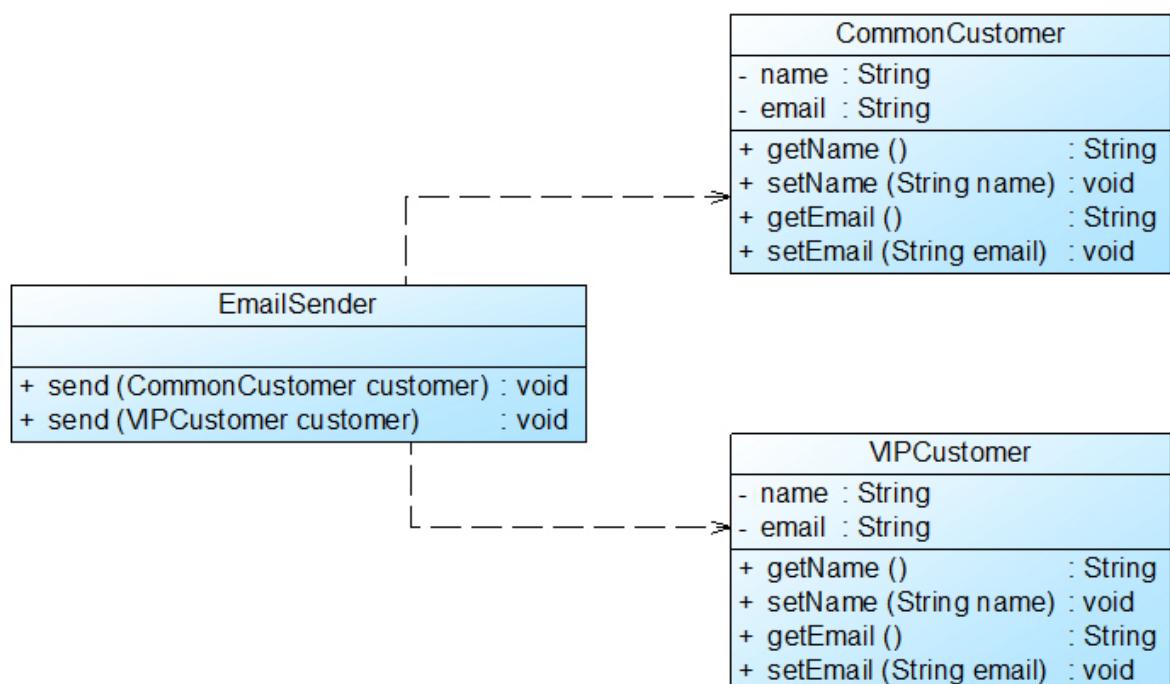 CommonCustomer
- name : String
- email : String
+ getName () : String
+ setName (String name) : void
+ getEmail () : String
+ setEmail (String email) : void
EmailSender
+ send (CommonCustomer customer) : void
+ send (VIPCustomer customer) : void
VIPCustomer
- name : String
- email : String
+ getName () : String
+ setName (String name) : void
+ getEmail () : String
+ setEmail (String email) : void